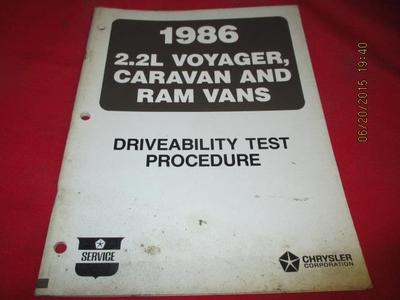 1986
2.2L VOYAGER,
CARAVAN AND
RAM VANS
DRIVEABILITY TEST
PROCEDURE
SERVICE
CHRYSLER
CORPORATION
06/20/2015 19:40